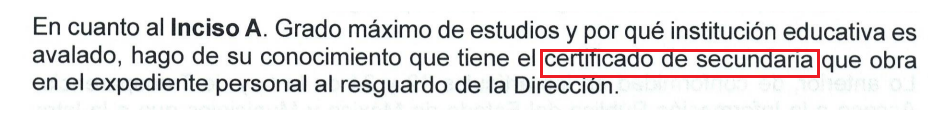 En cuanto al Inciso A. Grado máximo de estudios y por qué institución educativa es
avalado, hago de su conocimiento que tiene el certificado de secundaria que obra
en el expediente personal al resguardo de la Dirección.